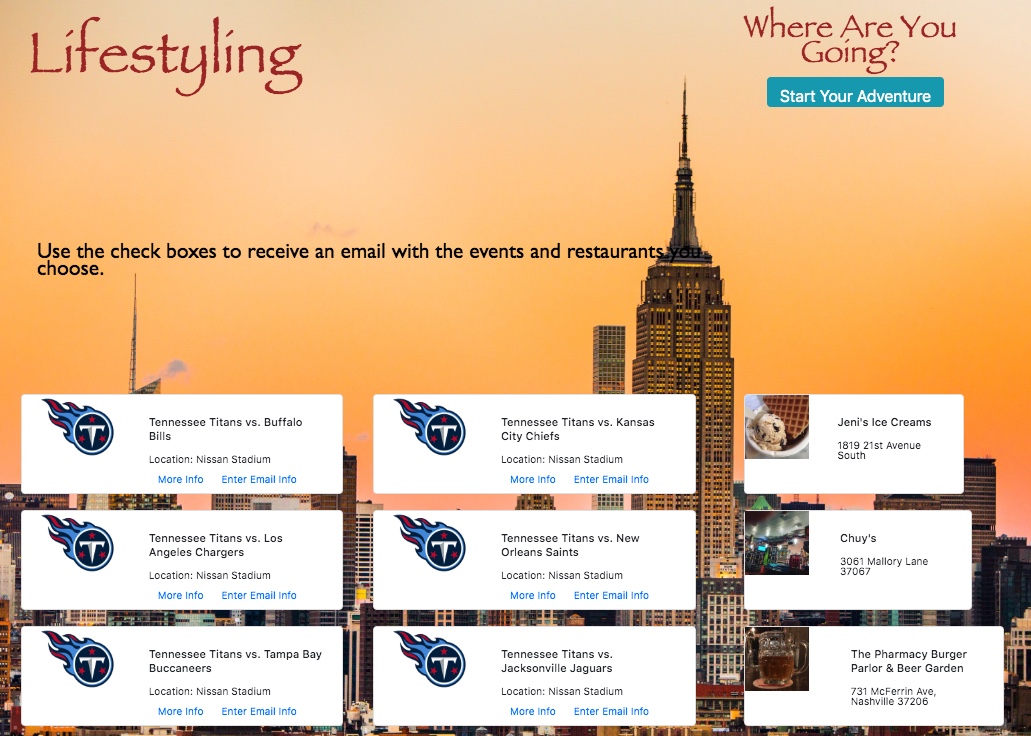 Lifestyling
Where Are You
Going?
Start Your Adventure
Use the check boxes to receive an email with the events and restaurants you
choose.
Tennessee Titans vs. Buffalo
Bills
Location: Nissan Stadium
More Info Enter Email Info
Tennessee Titans vs. Kansas
City Chiefs
Location: Nissan Stadium
More Info Enter Email Info
Jeni's Ice Creams
1819 21st Avenue
South
Tennessee Titans vs. Los
Angeles Chargers
Location: Nissan Stadium
More Info Enter Email Info
Tennessee Titans vs. New
Orleans Saints
Location: Nissan Stadium
More Info Enter Email Info
Chuy's
3061 Mallory Lane
37067
Tennessee Titans vs. Tampa Bay
Buccaneers
Location: Nissan Stadium
More Info Enter Email Info
Tennessee Titans vs.
Jacksonville Jaguars
Location: Nissan Stadium
More Info Enter Email Info
The Pharmacy Burger
Parlor & Beer Garden
731 McFerrin Ave,
Nashville 37206